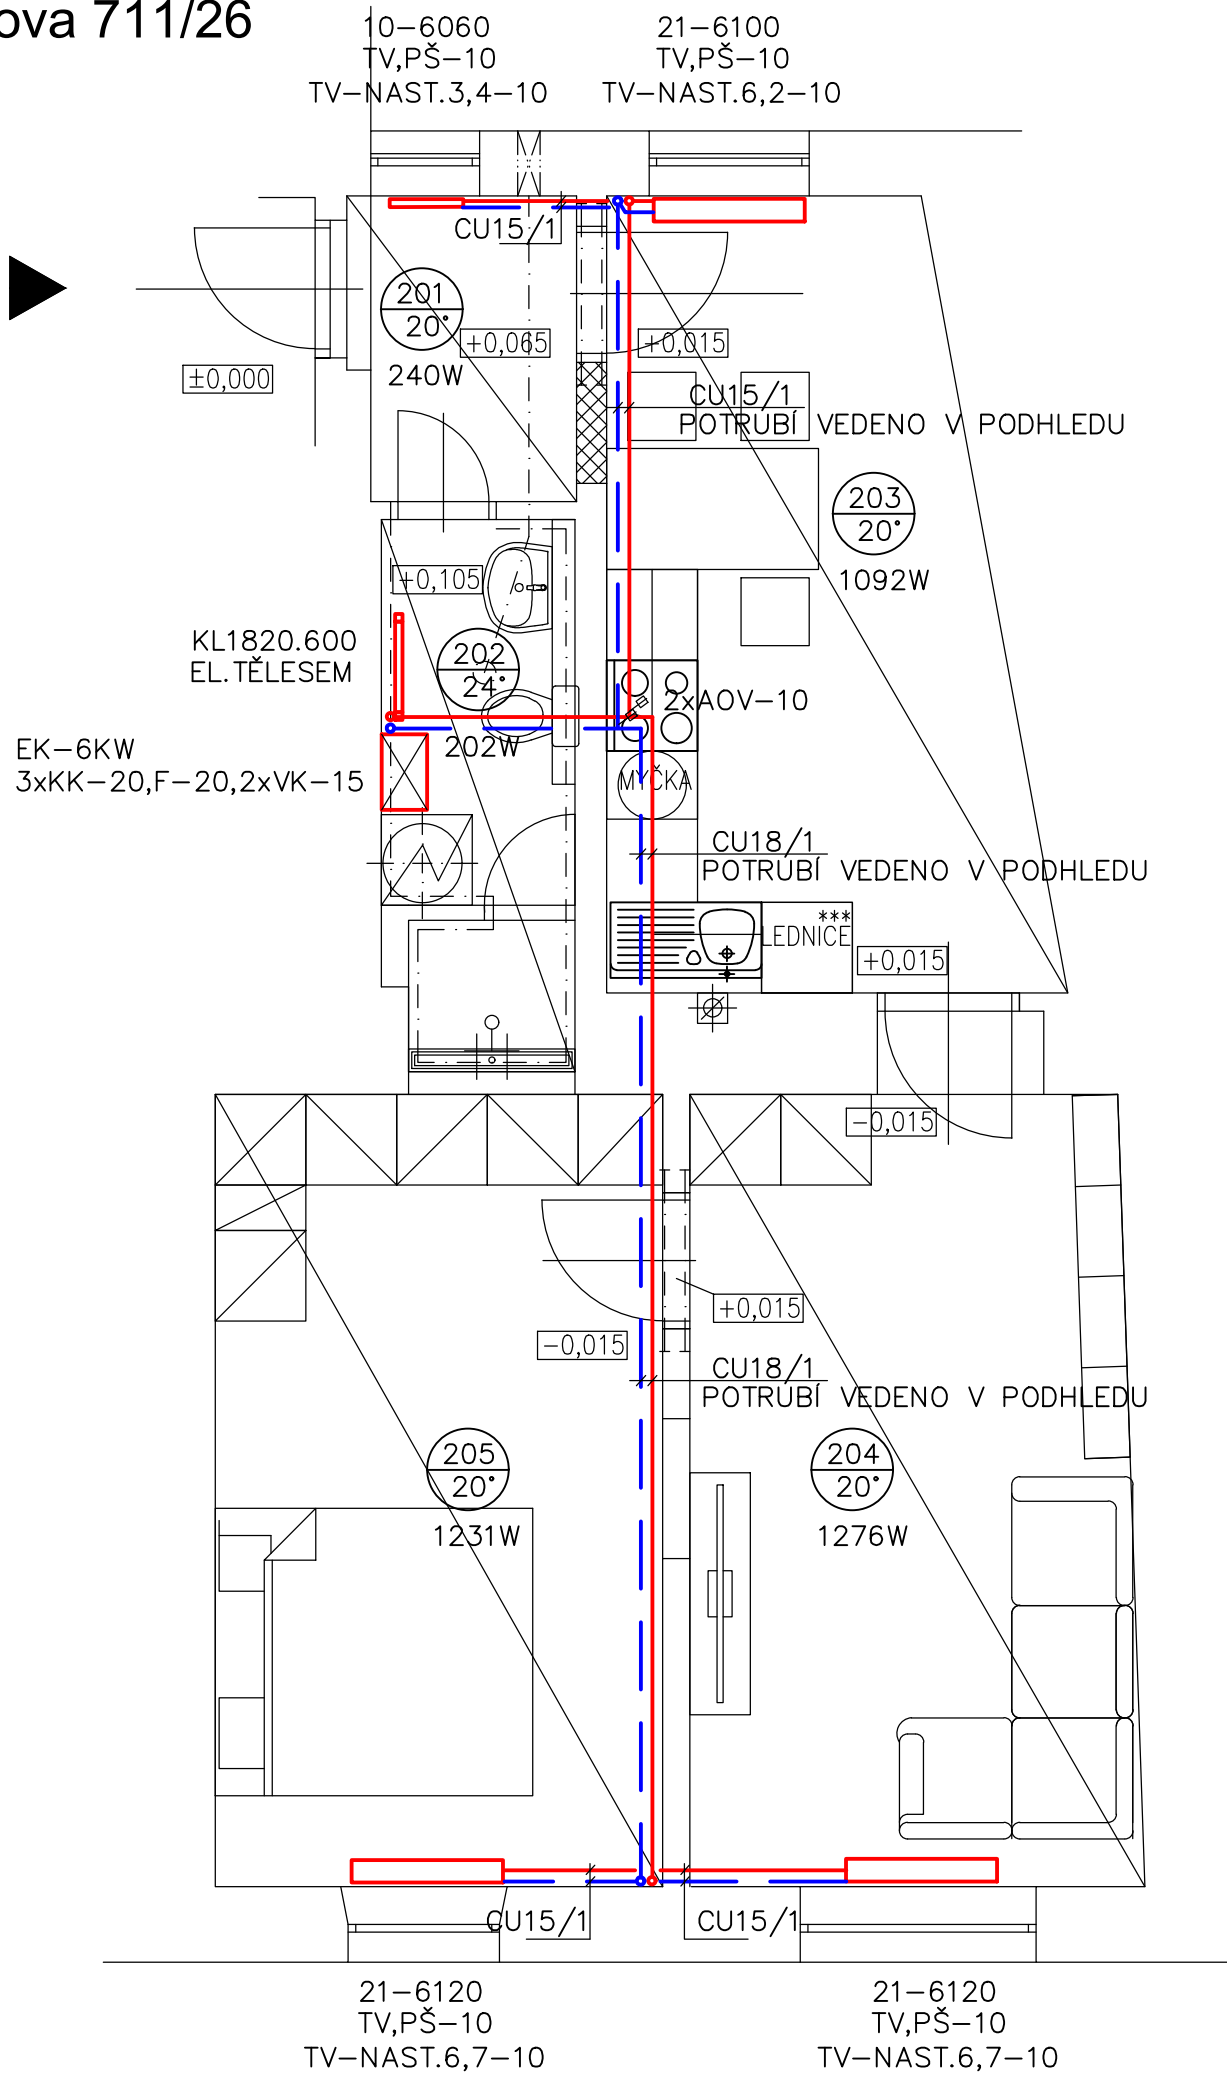 ova 711/26
10-6060
TV,PŠ-10
TV-NAST.3,4-10
21-6100
TV,PŠ-10
TV-NAST.6,2-10
CU15/1
201
20°
240W
+0,065
+0,015
±0,000
CU15/1
POTRUBÍ VEDENO V PODHLEDU
203
20°
1092W
+0,105
KL1820.600
EL.TĚLESEM
202
24°
202W
2xAOV-10
EK-6KW
3xKK-20,F-20,2xVK-15
MYČKA
CU18/1
POTRUBÍ VEDENO V PODHLEDU
***
LEDNICE
+0,015
-0,015
+0,015
-0,015
CU18/1
POTRUBÍ VEDENO V PODHLEDU
205
20°
1231W
204
20°
1276W
CU15/1
CU15/1
21-6120
TV,PŠ-10
TV-NAST.6,7-10
21-6120
TV,PŠ-10
TV-NAST.6,7-10